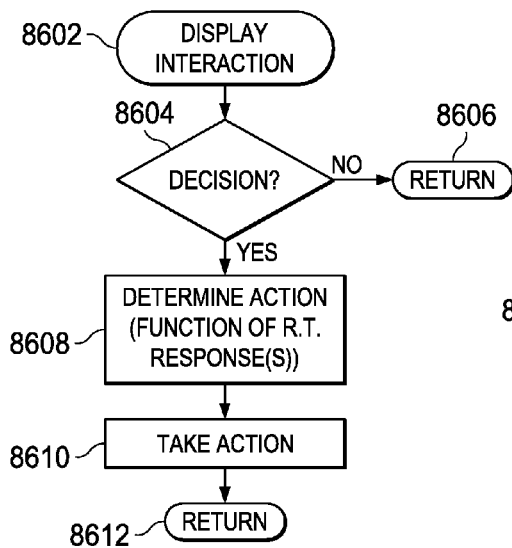 8602
DISPLAY
INTERACTION
8604
8606
DECISION?
NO
RETURN
YES
8608
DETERMINE ACTION
(FUNCTION OF R.T.
RESPONSE(S))
8
8610
TAKE ACTION
8612
RETURN